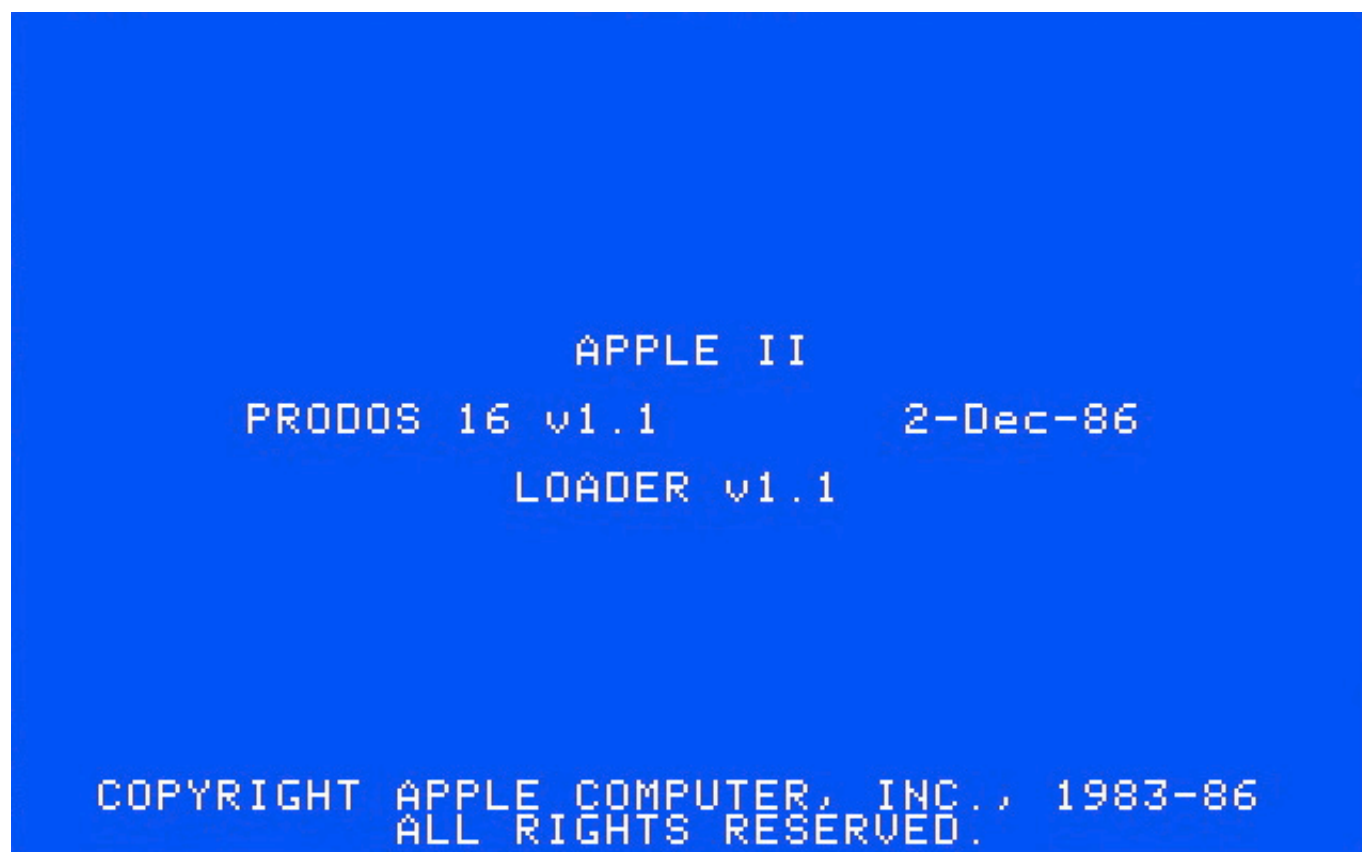 APPLE II
PRODOS 16 v1.1 2-Dec-86
LOADER v1.1
COPYRIGHT APPLE COMPUTER, INC., 1983-86
ALL RIGHTS RESERVED.